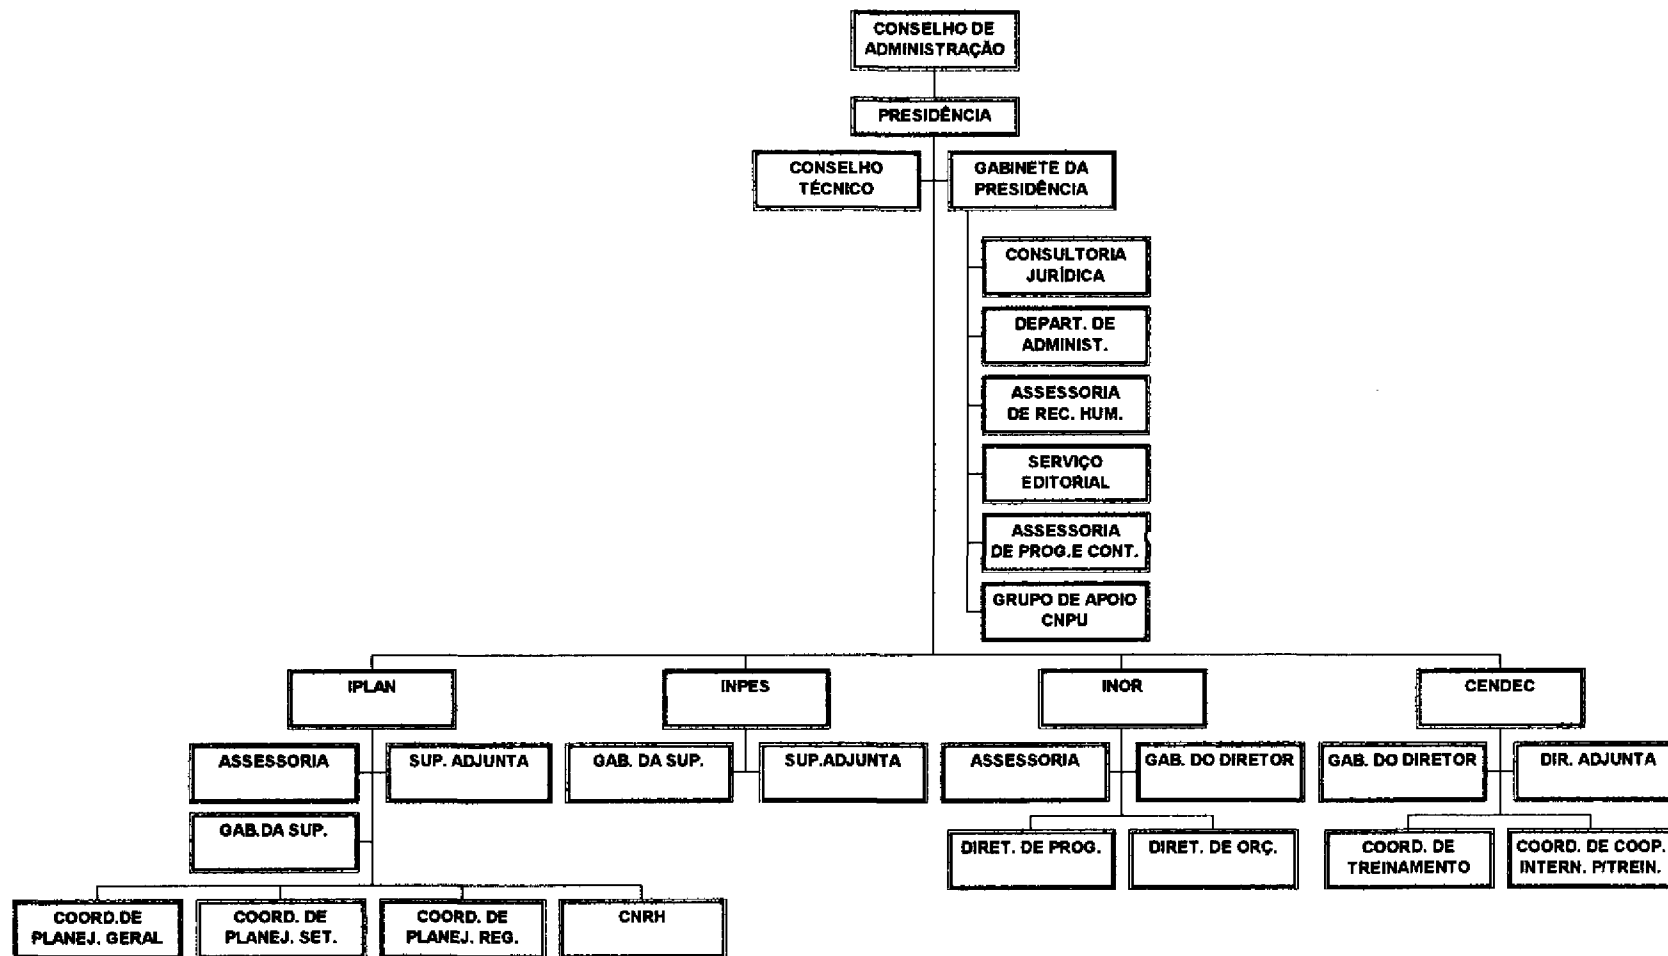 CONSELHO DE
ADMINISTRAÇÃO
PRESIDÊNCIA
CONSELHO
TÉCNICO
GABINETE DA
PRESIDÊNCIA
CONSULTORIA
JURÍDICA
DEPART. DE
ADMINIST.
ASSESSORIA
DE REC. HUM.
SERVIÇO
EDITORIAL
ASSESSORIA
DE PROG.E CONT.
GRUPO DE APOIO
CNPU
IPLAN
INPES
INOR
CENDEC
ASSESSORIA
SUP. ADJUNTA
GAB. DA SUP.
SUP.ADJUNTA
ASSESSORIA
GAB. DO DIRETOR
GAB. DO DIRETOR
DIR. ADJUNTA
GAB.DA SUP.
DIRET. DE PROG.
DIRET. DE ORÇ.
COORD. DE
TREINAMENTO
COORD. DE COOP.
INTERN. P/TREIN.
COORD.DE
PLANEJ. GERAL
COORD. DE
PLANEJ. SET.
COORD. DE
PLANEJ. REG.
CNRH